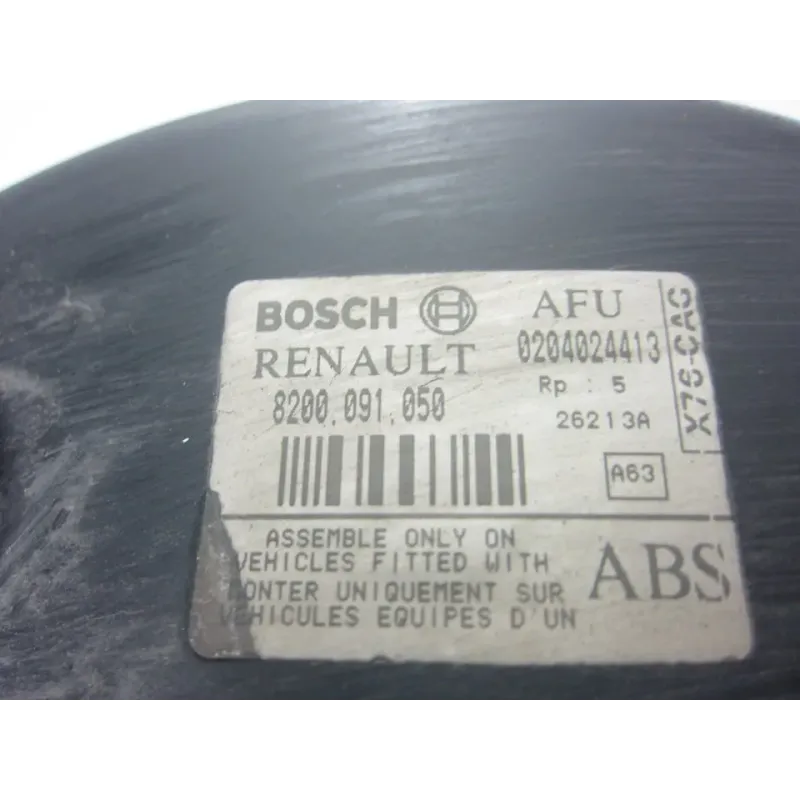 BOSCH AFU
RENAULT 0204024413
8200.091.050 Rp : 5
26213A
X76-CAS
A63
ASSEMBLE ONLY ON
VEHICLES FITTED WITH
MONTER UNIQUEMENT SUR
VEHICULES EQUIPES D'UN
ABS